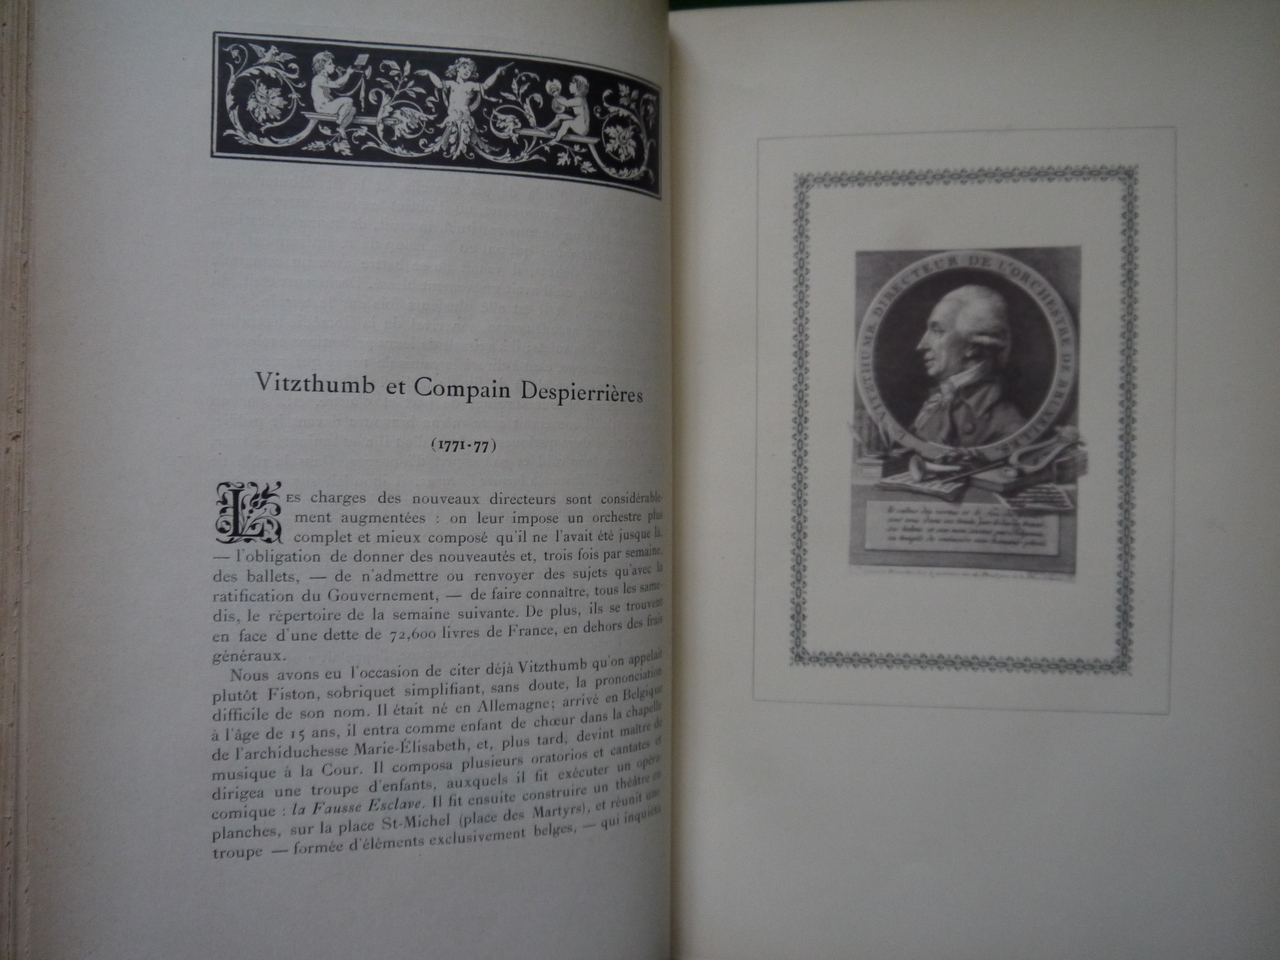 Vitzthumb et Compain Despierrières
(1771-77)
LES charges des nouveaux directeurs sont considérable-
ment augmentées : on leur impose un orchestre plus
complet et mieux composé qu'il ne l'avait été jusque là,
— l'obligation de donner des nouveautés et, trois fois par semaine,
des ballets, — de n'admettre ou renvoyer des sujets qu'avec la
ratification du Gouvernement, — de faire connaître, tous les same-
dis, le répertoire de la semaine suivante. De plus, ils se trouvent
en face d'une dette de 72,600 livres de France, en dehors des frais
généraux.
Nous avons eu l'occasion de citer déjà Vitzthumb qu'on appelait
plutôt Fiston, sobriquet simplifiant, sans doute, la prononciation
difficile de son nom. Il était né en Allemagne; arrivé en Belgique
à l'âge de 15 ans, il entra comme enfant de chœur dans la chapelle
de l'archiduchesse Marie-Élisabeth, et, plus tard, devint maître de
musique à la Cour. Il composa plusieurs oratorios et cantates et
dirigea une troupe d'enfants, auxquels il fit exécuter un opéra
comique : la Fausse Esclave. Il fit ensuite construire un théâtre en
planches, sur la place St-Michel (place des Martyrs), et réunit une
troupe — formée d'éléments exclusivement belges, — qui inquiéta
VITZTHUMB, DIRECTEUR DE L'ORCHESTRE DE BRUXELLES